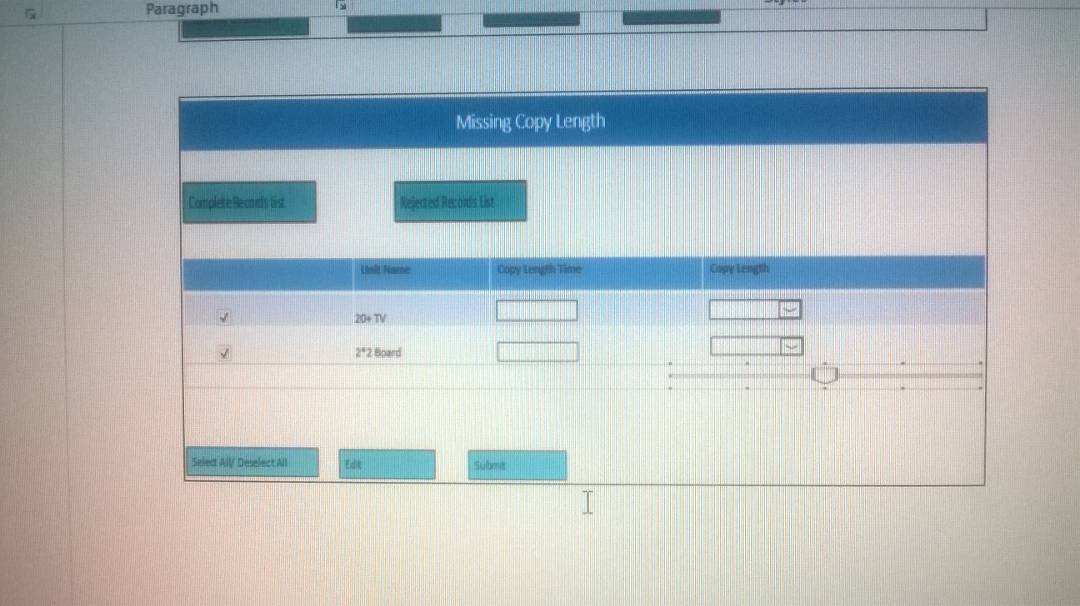 Paragraph
Missing Copy Length
Complete Records List
Rejected Records List
Unit Name
Copy Length Time
Copy Length
20+ TV
2*2 Board
Select All/ Deselect All
Edit
Submit